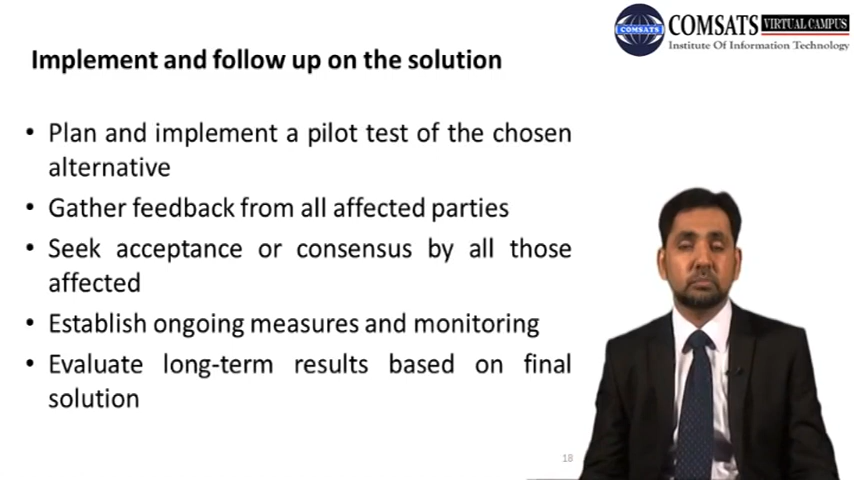 COMSATS VIRTUAL CAMPUS
COMSATS
Institute Of Information Technology
Implement and follow up on the solution
• Plan and implement a pilot test of the chosen
alternative
• Gather feedback from all affected parties
• Seek acceptance or consensus by all those
affected
• Establish ongoing measures and monitoring
• Evaluate long-term results based on final
solution
18